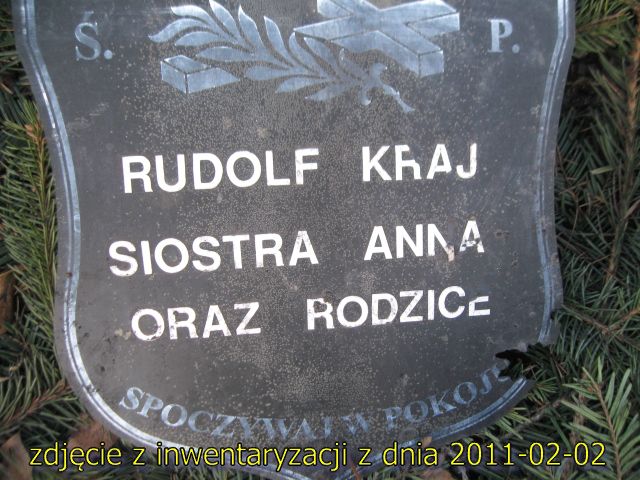 Ś. P.
RUDOLF KRAJ
SIOSTRA ANNA
ORAZ RODZICE
SPOCZYWAJ W POKOJU
zdjęcie z inwentaryzacji z dnia 2011-02-02